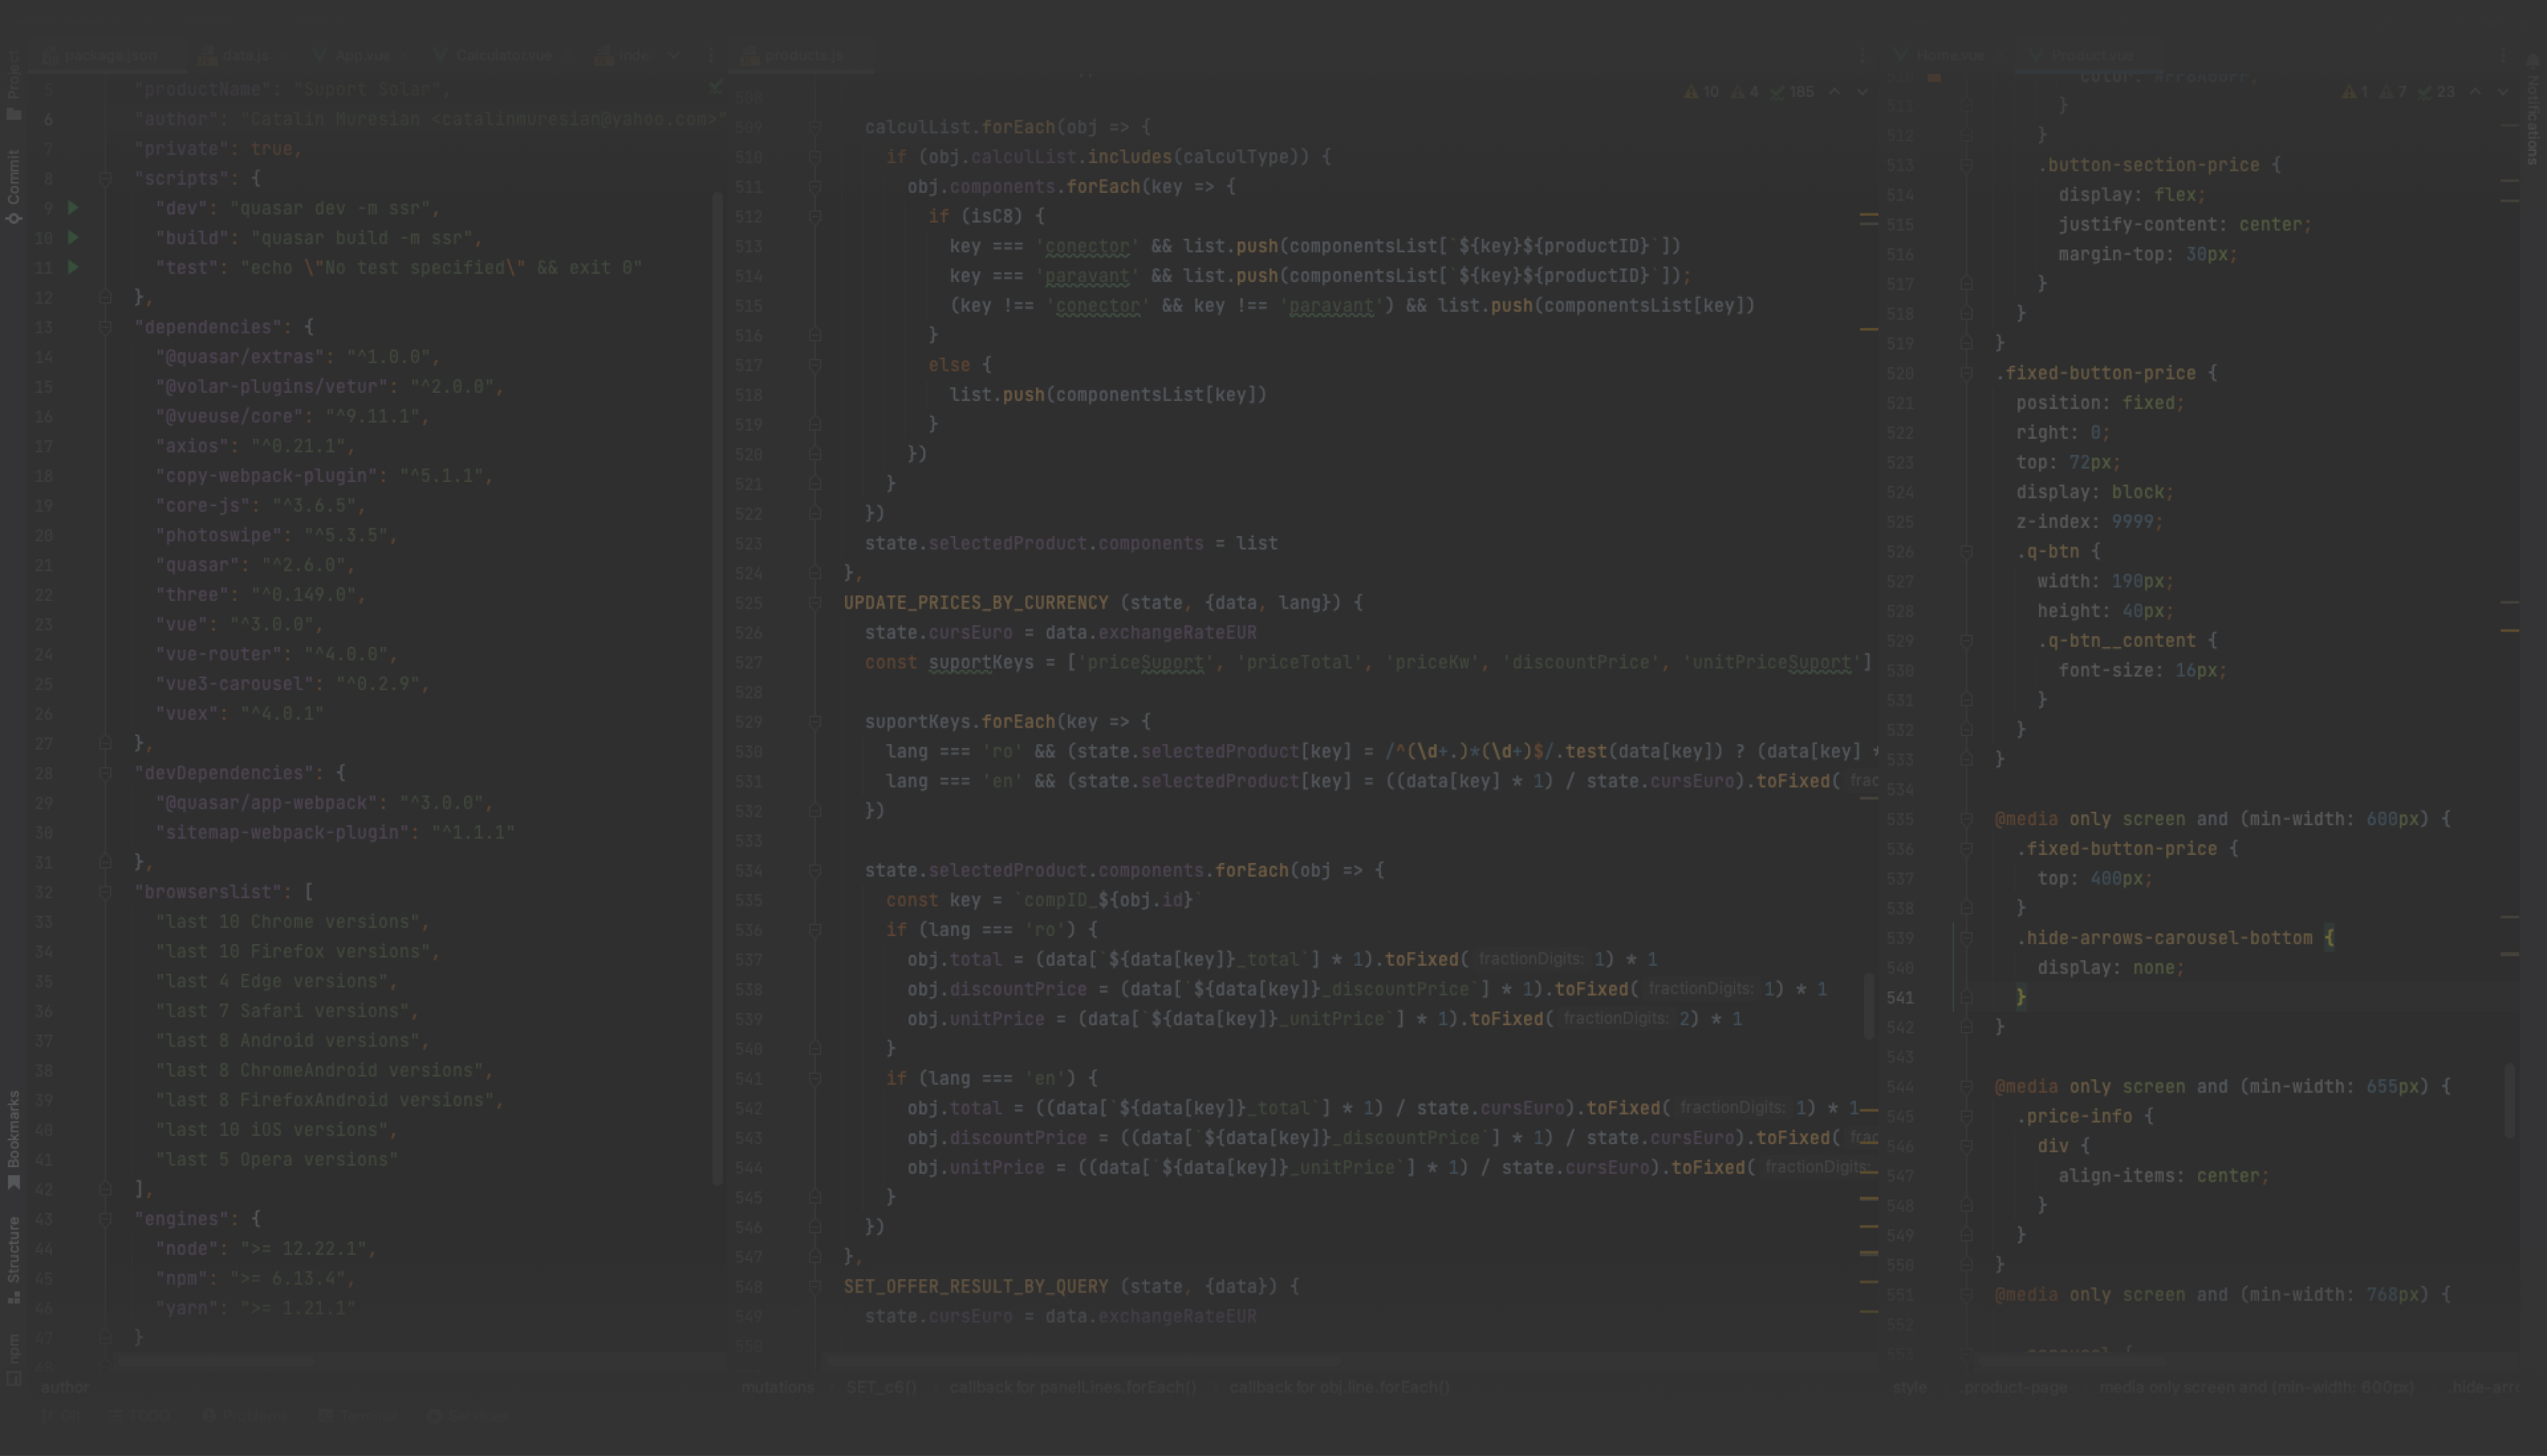 Project
Commit
Bookmarks
Structure
npm
package.json
data.js
App.vue
Calculator.vue
inde
5 "productName": "Suport Solar",
6 "author": "Catalin Muresian <catalinmuresian@yahoo.com>"
7 "private": true,
8 "scripts": {
9 "dev": "quasar dev -m ssr",
10 "build": "quasar build -m ssr",
11 "test": "echo \"No test specified\" && exit 0"
12 },
13 "dependencies": {
14 "@quasar/extras": "^1.0.0",
15 "@volar-plugins/vetur": "^2.0.0",
16 "@vueuse/core": "^9.11.1",
17 "axios": "^0.21.1",
18 "copy-webpack-plugin": "^5.1.1",
19 "core-js": "^3.6.5",
20 "photoswipe": "^5.3.5",
21 "quasar": "^2.6.0",
22 "three": "^0.149.0",
23 "vue": "^3.0.0",
24 "vue-router": "^4.0.0",
25 "vue3-carousel": "^0.2.9",
26 "vuex": "^4.0.1"
27 },
28 "devDependencies": {
29 "@quasar/app-webpack": "^3.0.0",
30 "sitemap-webpack-plugin": "^1.1.1"
31 },
32 "browserslist": [
33 "last 10 Chrome versions",
34 "last 10 Firefox versions",
35 "last 4 Edge versions",
36 "last 7 Safari versions",
37 "last 8 Android versions",
38 "last 8 ChromeAndroid versions",
39 "last 8 FirefoxAndroid versions",
40 "last 10 iOS versions",
41 "last 5 Opera versions"
42 ],
43 "engines": {
44 "node": ">= 12.22.1",
45 "npm": ">= 6.13.4",
46 "yarn": ">= 1.21.1"
47 }
author
products.js
10 4 185
508
509 calculList.forEach(obj => {
510 if (obj.calculList.includes(calculType)) {
511 obj.components.forEach(key => {
512 if (isC8) {
513 key === 'conector' && list.push(componentsList[`${key}${productID}`])
514 key === 'paravant' && list.push(componentsList[`${key}${productID}`]);
515 (key !== 'conector' && key !== 'paravant') && list.push(componentsList[key])
516 }
517 else {
518 list.push(componentsList[key])
519 }
520 })
521 }
522 })
523 state.selectedProduct.components = list
524 },
525 UPDATE_PRICES_BY_CURRENCY (state, {data, lang}) {
526 state.cursEuro = data.exchangeRateEUR
527 const suportKeys = ['priceSuport', 'priceTotal', 'priceKw', 'discountPrice', 'unitPriceSuport']
528
529 suportKeys.forEach(key => {
530 lang === 'ro' && (state.selectedProduct[key] = /^(\d+.)*(\d+)$/.test(data[key]) ? (data[key] *
531 lang === 'en' && (state.selectedProduct[key] = ((data[key] * 1) / state.cursEuro).toFixed( frac
532 })
533
534 state.selectedProduct.components.forEach(obj => {
535 const key = `compID_${obj.id}`
536 if (lang === 'ro') {
537 obj.total = (data[`${data[key]}_total`] * 1).toFixed( fractionDigits: 1) * 1
538 obj.discountPrice = (data[`${data[key]}_discountPrice`] * 1).toFixed( fractionDigits: 1) * 1
539 obj.unitPrice = (data[`${data[key]}_unitPrice`] * 1).toFixed( fractionDigits: 2) * 1
540 }
541 if (lang === 'en') {
542 obj.total = ((data[`${data[key]}_total`] * 1) / state.cursEuro).toFixed( fractionDigits: 1) * 1
543 obj.discountPrice = ((data[`${data[key]}_discountPrice`] * 1) / state.cursEuro).toFixed( frac
544 obj.unitPrice = ((data[`${data[key]}_unitPrice`] * 1) / state.cursEuro).toFixed( fractionDigits:
545 }
546 })
547 },
548 SET_OFFER_RESULT_BY_QUERY (state, {data}) {
549 state.cursEuro = data.exchangeRateEUR
550
mutations SET_c6() callback for panelLines.forEach() callback for obj.line.forEach()
Home.vue
Product.vue
1 7 23
511 }
512 }
513 .button-section-price {
514 display: flex;
515 justify-content: center;
516 margin-top: 30px;
517 }
518 }
519 }
520 .fixed-button-price {
521 position: fixed;
522 right: 0;
523 top: 72px;
524 display: block;
525 z-index: 9999;
526 .q-btn {
527 width: 190px;
528 height: 40px;
529 .q-btn__content {
530 font-size: 16px;
531 }
532 }
533 }
534
535 @media only screen and (min-width: 600px) {
536 .fixed-button-price {
537 top: 400px;
538 }
539 .hide-arrows-carousel-bottom {
540 display: none;
541 }
542 }
543
544 @media only screen and (min-width: 655px) {
545 .price-info {
546 div {
547 align-items: center;
548 }
549 }
550 }
551 @media only screen and (min-width: 768px) {
552
553
style .product-page media only screen and (min-width: 600px) .hide-arr
Notifications